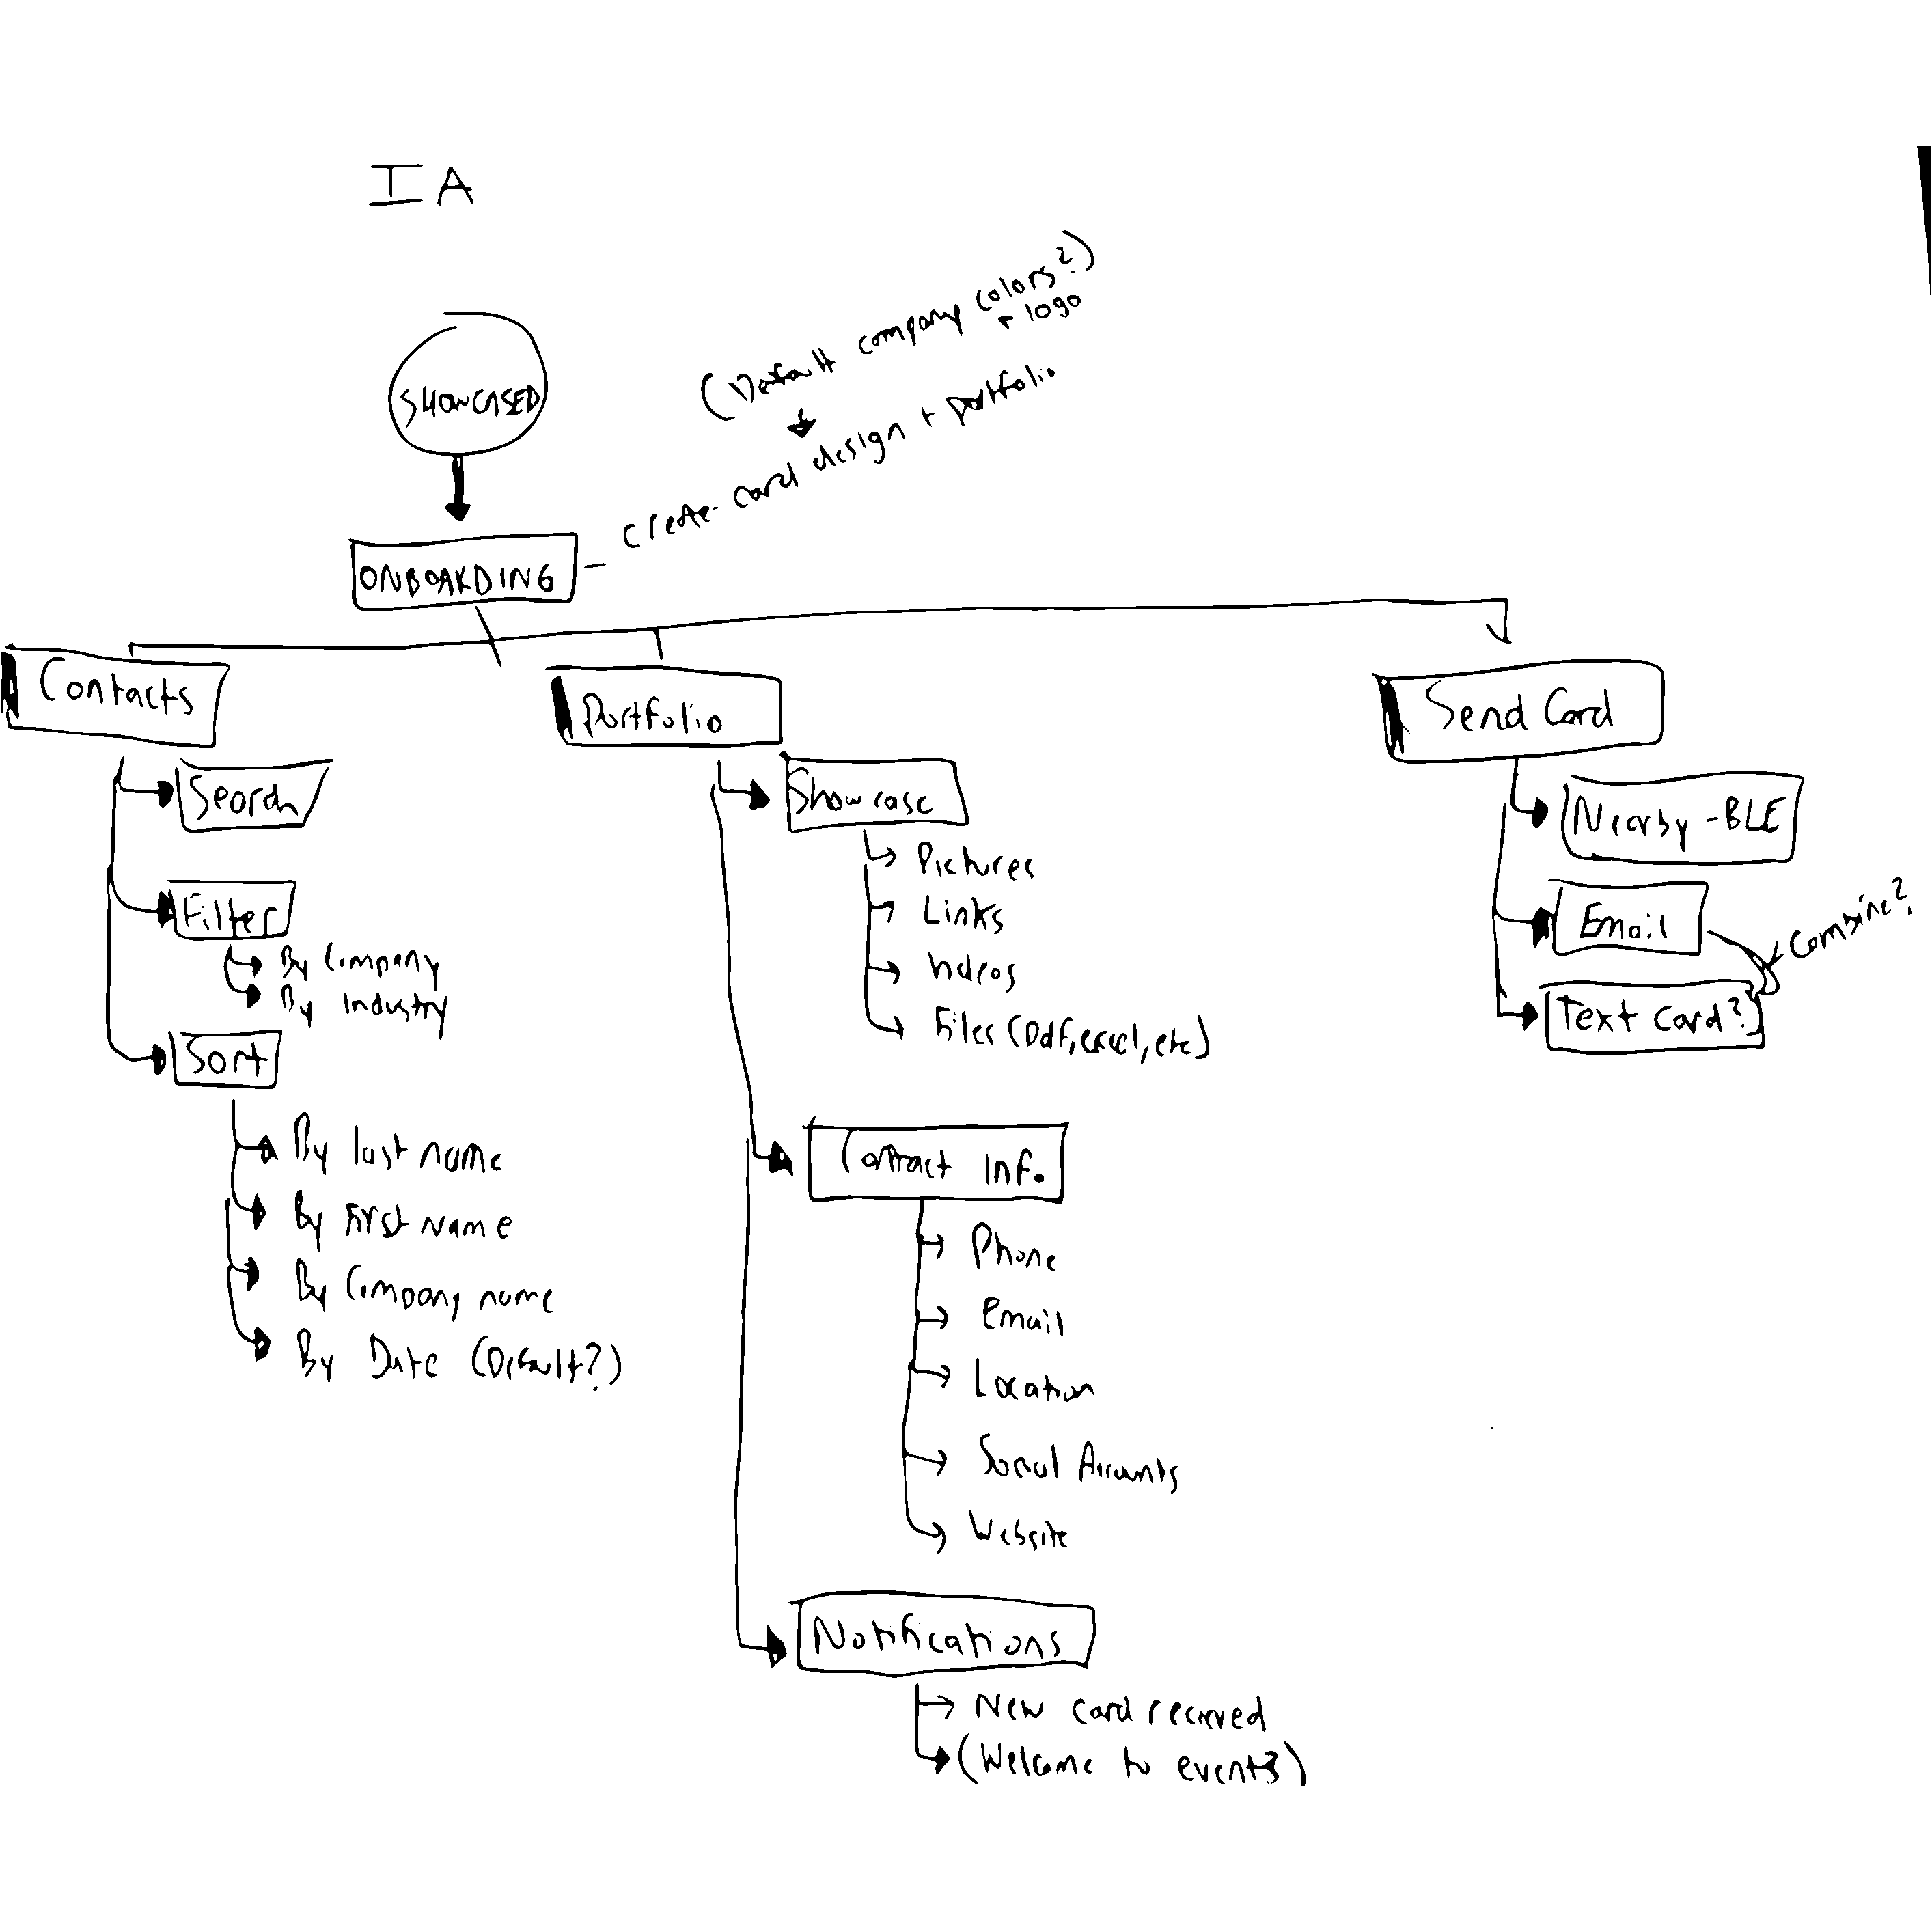 IA
(Default company colors?)
+ logo
SHOWCASED
create card design + portfolio
ONBOARDING
Contacts
Portfolio
Send Card
Search
Showcase
Nearby - BLE
Pictures
Filter
Links
Email
Combine?
By Company
Videos
By Industry
Text card?
Files (Pdf, excel, etc)
Sort
By last name
Contact Inf.
By First Name
Phone
By Company name
Email
By Date (Default?)
Location
Social Accounts
Website
Notifications
New card recieved
(Welcome to events?)